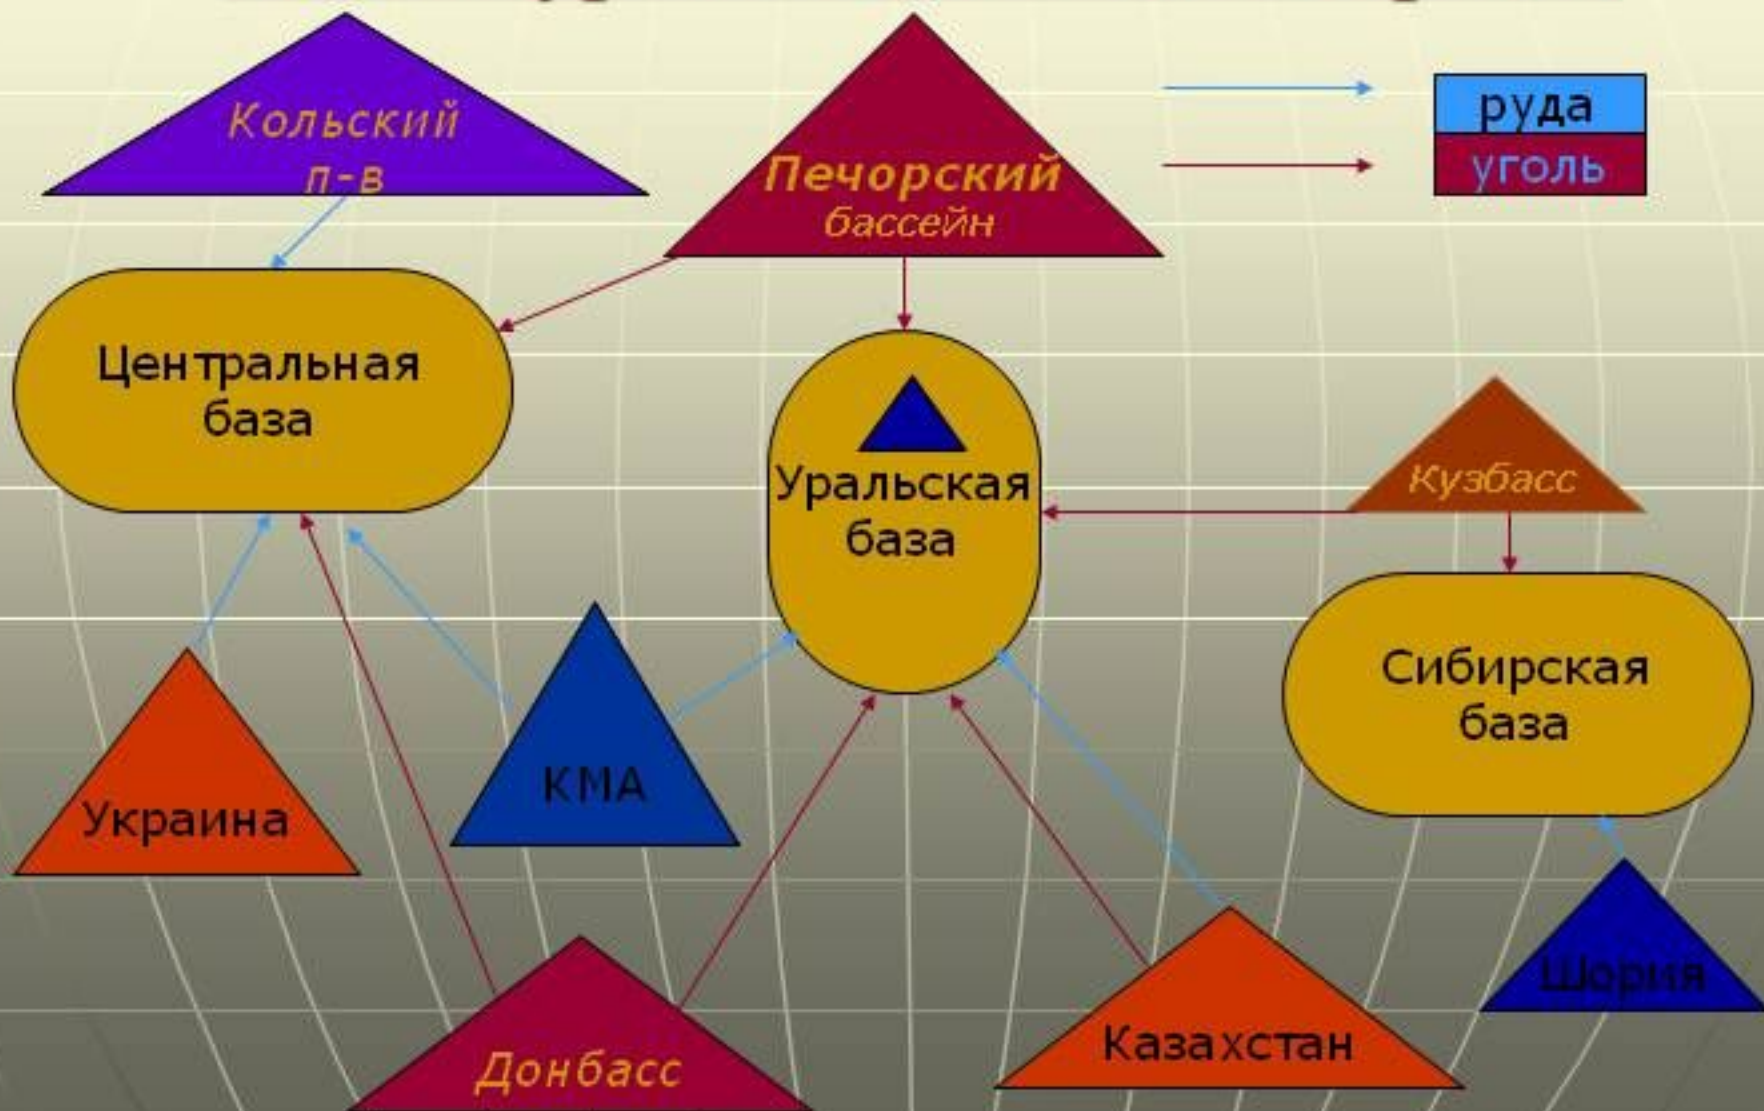 Кольский
п-в
Печорский
бассейн
руда
уголь
Центральная
база
Уральская
база
Кузбасс
Сибирская
база
Украина
КМА
Шория
Казахстан
Донбасс